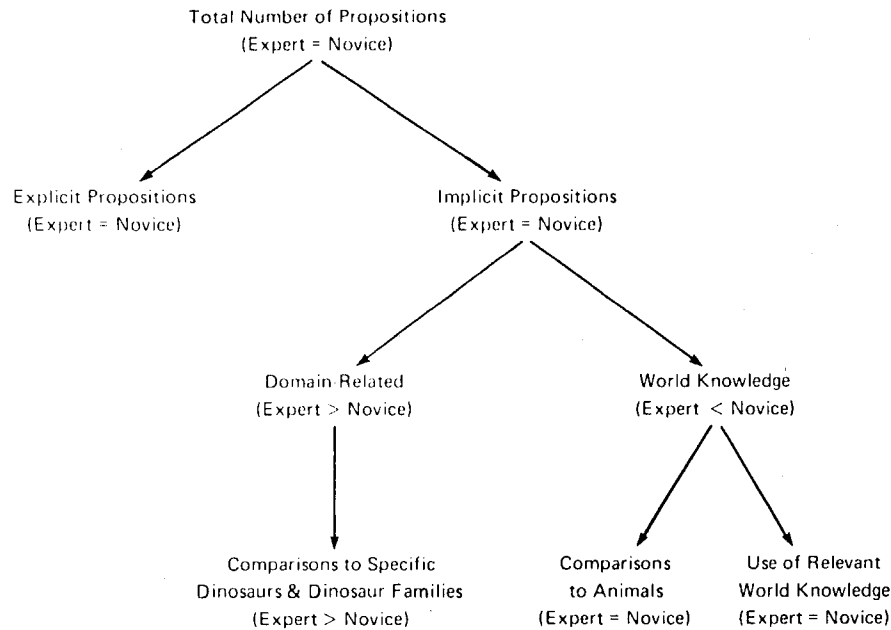 Total Number of Propositions
(Expert = Novice)
Explicit Propositions
(Expert = Novice)
Implicit Propositions
(Expert = Novice)
Domain-Related
(Expert > Novice)
World Knowledge
(Expert < Novice)
Comparisons to Specific
Dinosaurs & Dinosaur Families
(Expert > Novice)
Comparisons
to Animals
(Expert = Novice)
Use of Relevant
World Knowledge
(Expert = Novice)